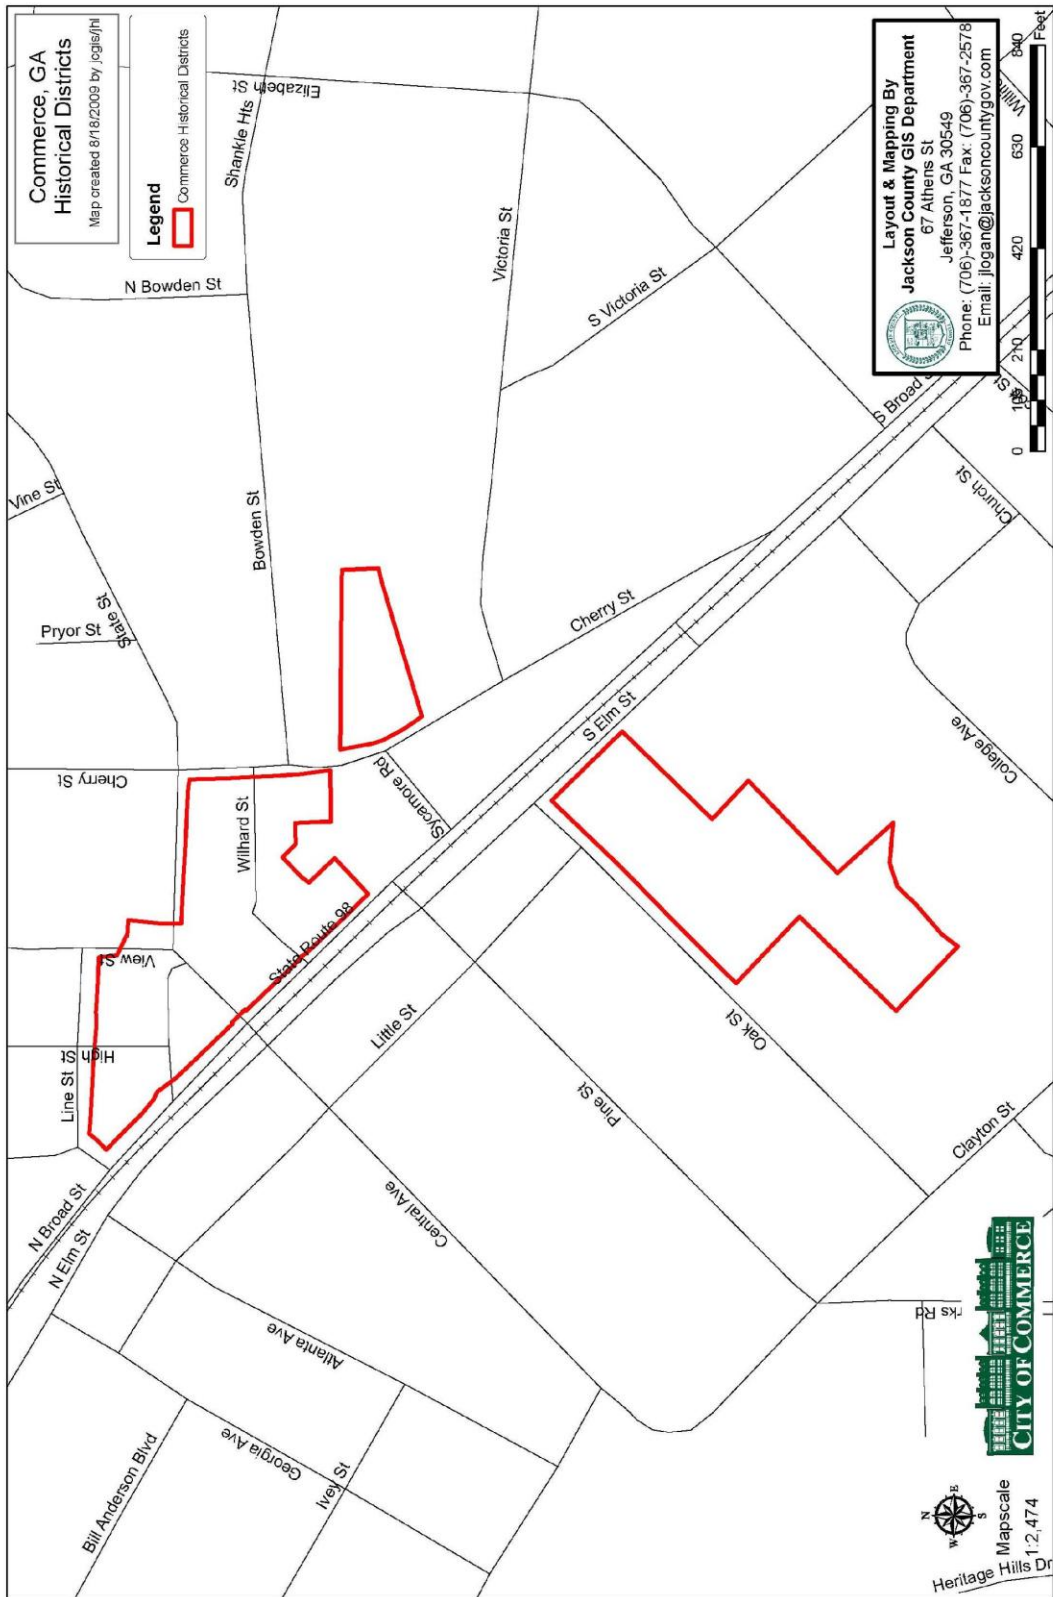 Commerce, GA
Historical Districts
Map created 8/18/2009 by jcgis/jhl
Legend
Commerce Historical Districts
Elizabeth St
Shankle Hts
N Bowden St
Victoria St
S Victoria St
Vine St
State St
Pryor St
Bowden St
Cherry St
Cherry St
Wilhard St
Sycamore Rd
S Elm St
S Broad
Church St
College Ave
View St
State Route 98
High St
Line St
Little St
Oak St
Pine St
Central Ave
Clayton St
N Broad St
N Elm St
Atlanta Ave
Georgia Ave
Bill Anderson Blvd
Ivey St
rks Rd
Heritage Hills Dr
Layout & Mapping By
Jackson County GIS Department
67 Athens St
Jefferson, GA 30549
Phone: (706)-367-1877 Fax: (706)-367-2578
Email: jlogan@jacksoncountygov.com
0 105 210 420 630 840
Feet
N
W E
S
Mapscale
1:2,474
CITY OF COMMERCE